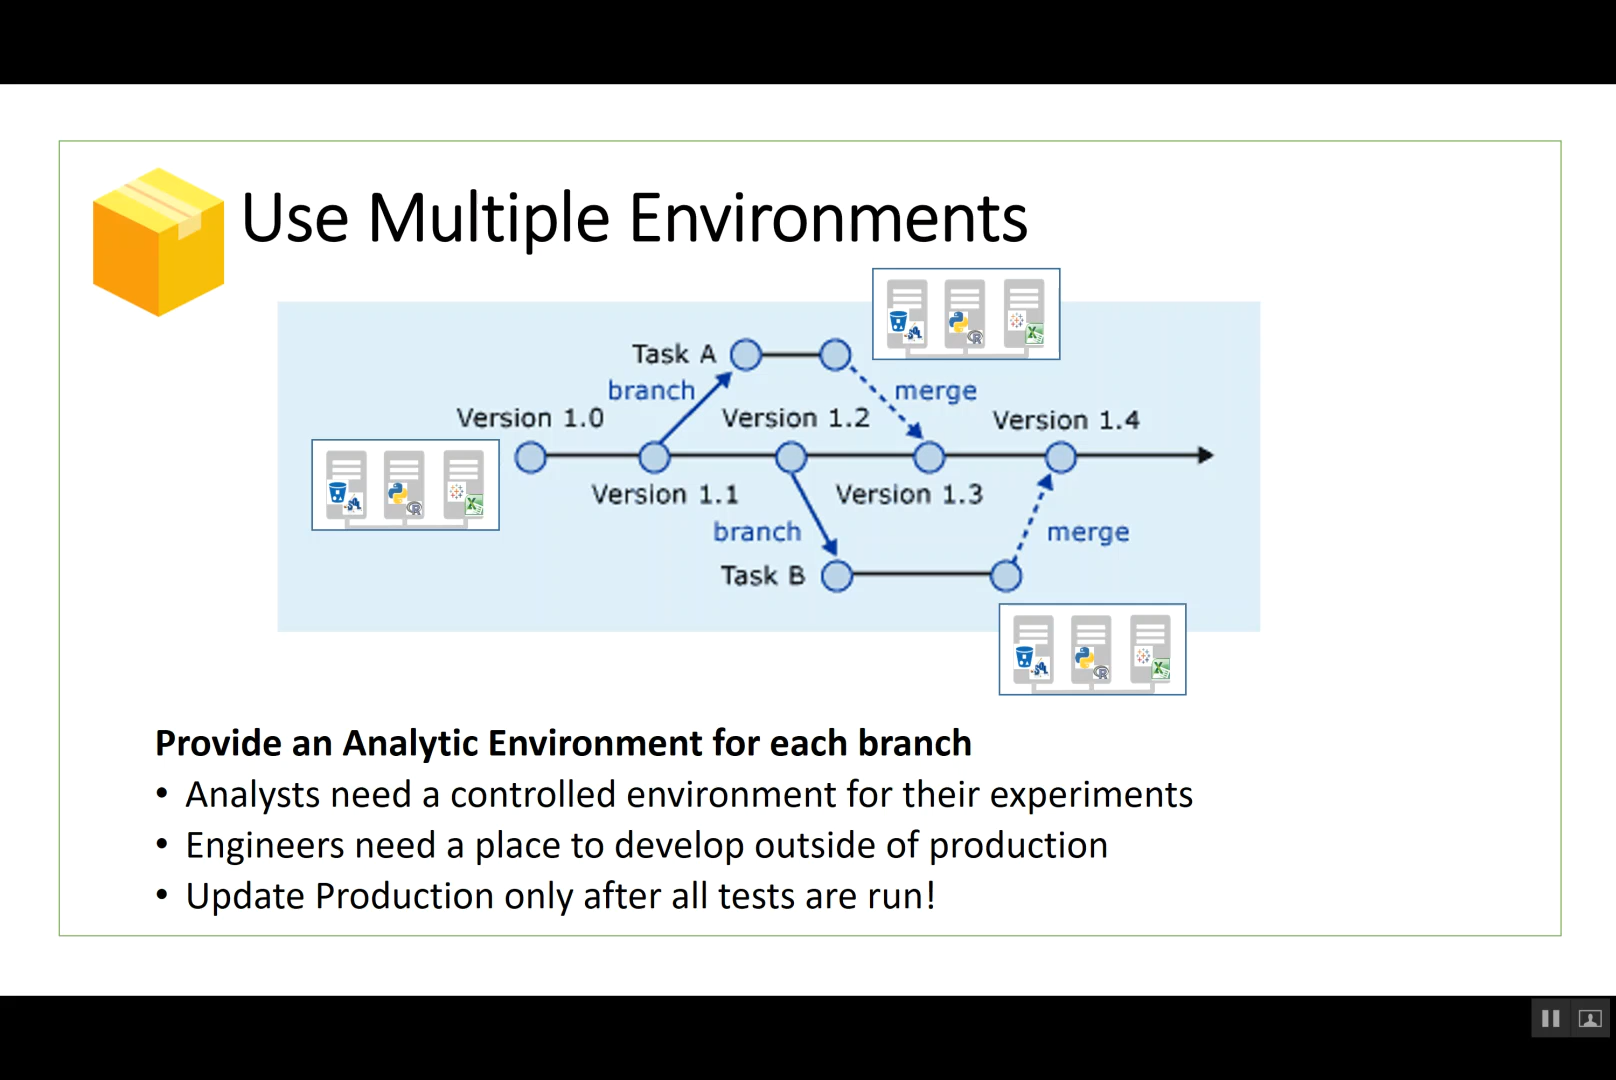 Use Multiple Environments
Task A
branch
merge
Version 1.0
Version 1.2
Version 1.4
Version 1.1
Version 1.3
branch
merge
Task B
Provide an Analytic Environment for each branch
• Analysts need a controlled environment for their experiments
• Engineers need a place to develop outside of production
• Update Production only after all tests are run!